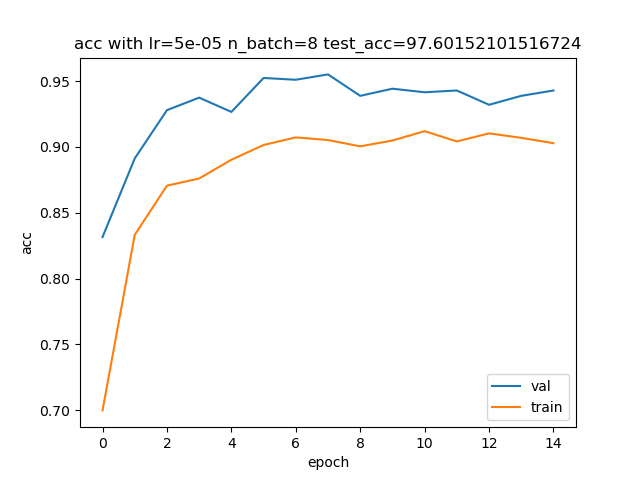 acc with lr=5e-05 n_batch=8 test_acc=97.60152101516724
0.95
0.90
0.85
0.80
0.75
0.70
acc
0 2 4 6 8 10 12 14
epoch
val
train